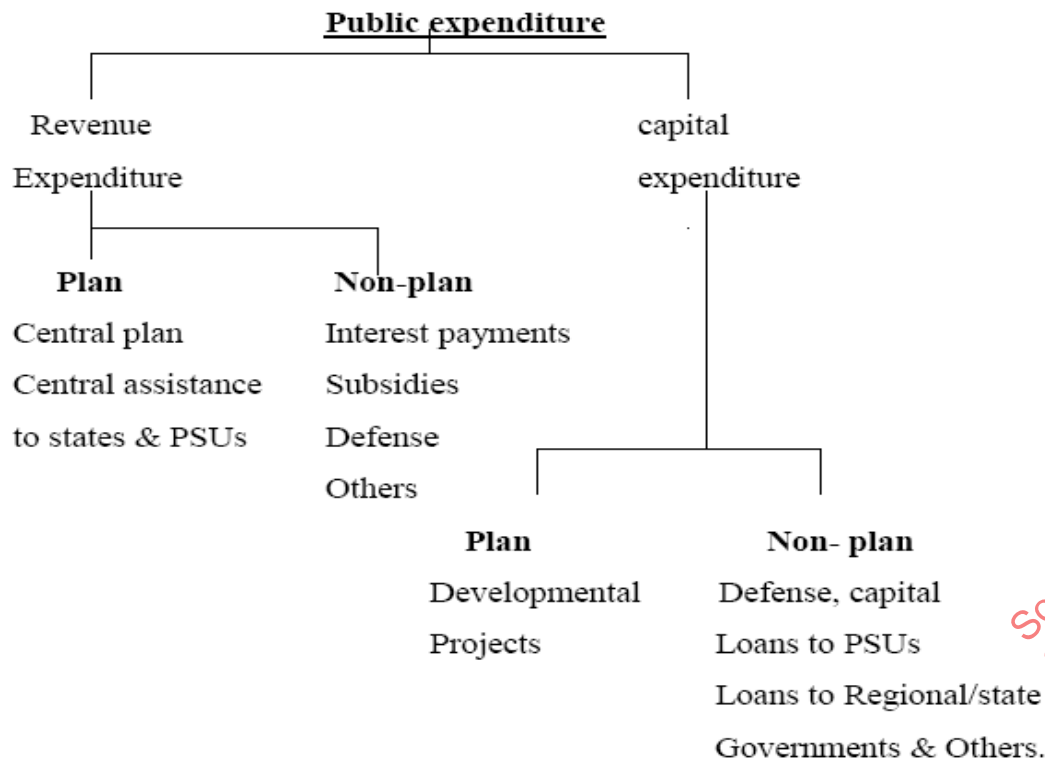 Public expenditure
Revenue
Expenditure
capital
expenditure
Plan
Central plan
Central assistance
to states & PSUs
Non-plan
Interest payments
Subsidies
Defense
Others
Plan
Developmental
Projects
Non- plan
Defense, capital
Loans to PSUs
Loans to Regional/state
Governments & Others.